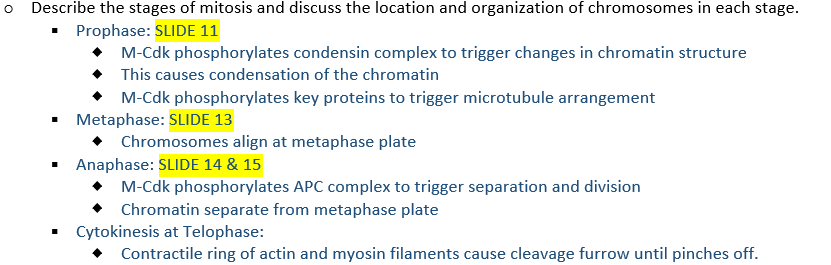 o Describe the stages of mitosis and discuss the location and organization of chromosomes in each stage.
▪ Prophase: SLIDE 11
◆ M-Cdk phosphorylates condensin complex to trigger changes in chromatin structure
◆ This causes condensation of the chromatin
◆ M-Cdk phosphorylates key proteins to trigger microtubule arrangement
▪ Metaphase: SLIDE 13
◆ Chromosomes align at metaphase plate
▪ Anaphase: SLIDE 14 & 15
◆ M-Cdk phosphorylates APC complex to trigger separation and division
◆ Chromatin separate from metaphase plate
▪ Cytokinesis at Telophase:
◆ Contractile ring of actin and myosin filaments cause cleavage furrow until pinches off.